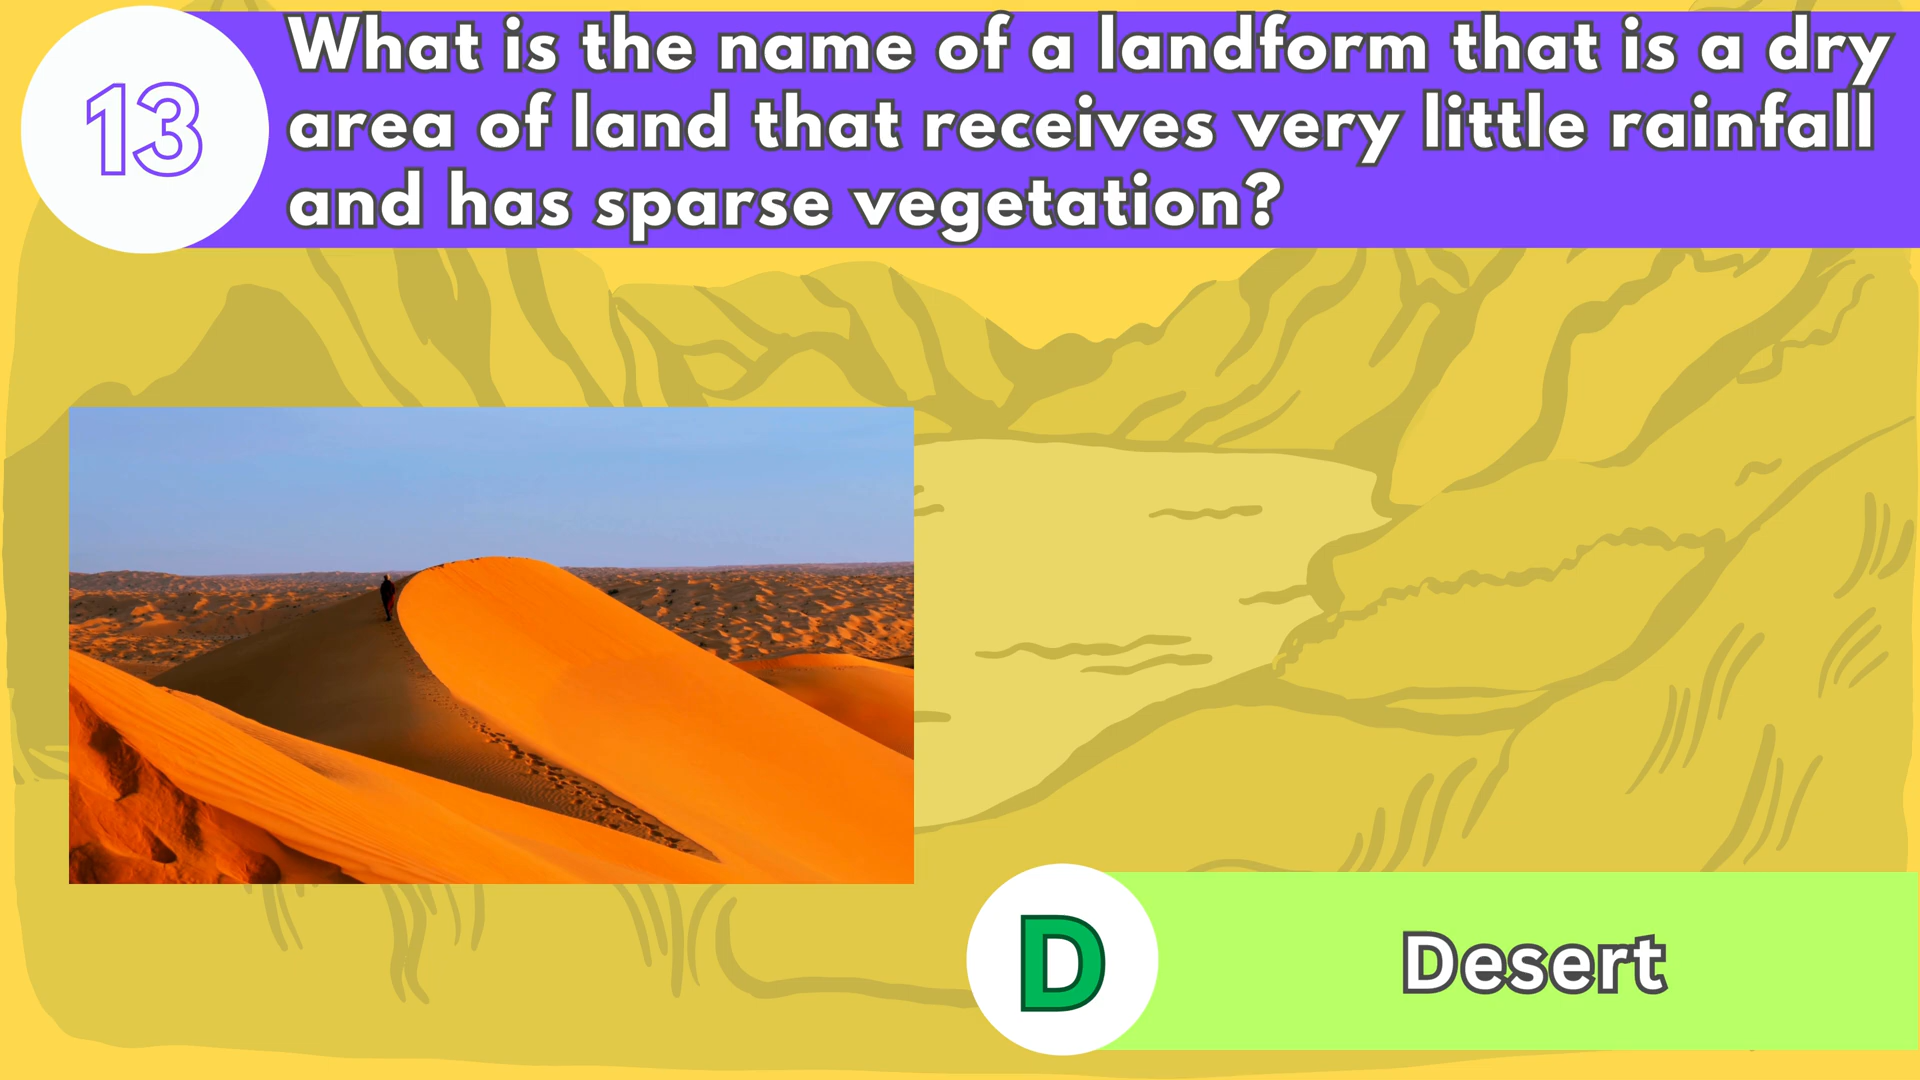 13
What is the name of a landform that is a dry
area of land that receives very little rainfall
and has sparse vegetation?
D
Desert